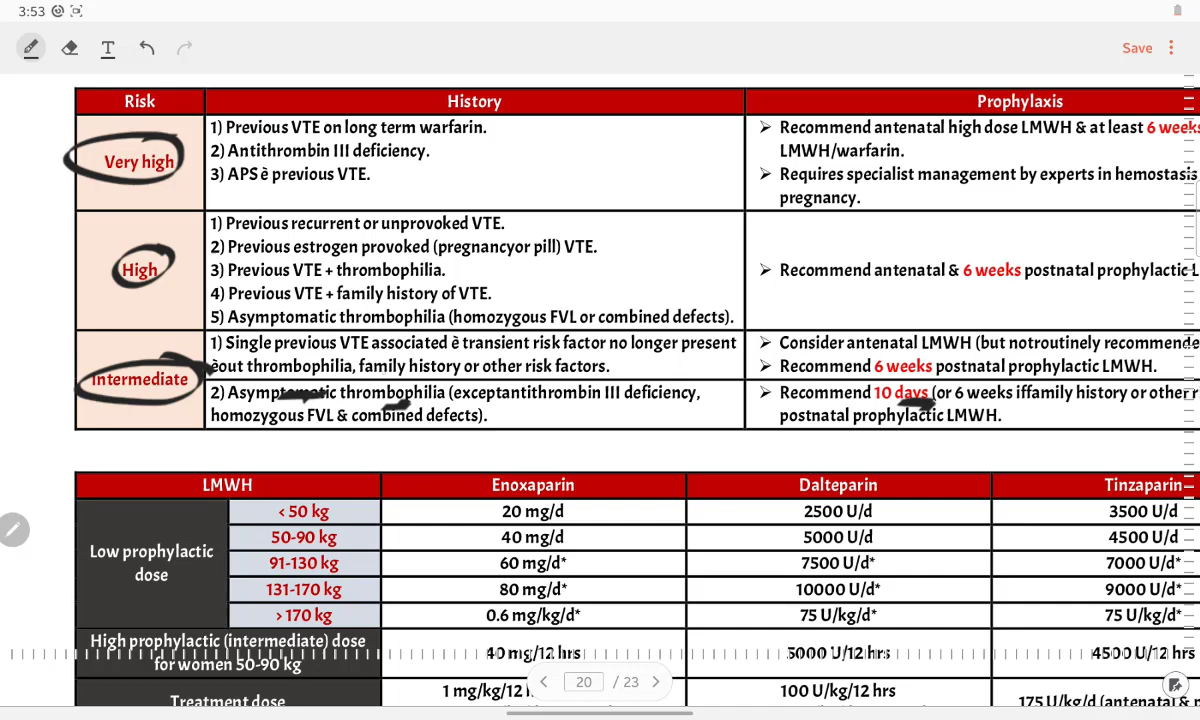 3:53
T
Save
Risk History Prophylaxis
Very high
1) Previous VTE on long term warfarin.
2) Antithrombin III deficiency.
3) APS è previous VTE.
➢ Recommend antenatal high dose LMWH & at least 6 weeks
LMWH/warfarin.
➢ Requires specialist management by experts in hemostasis
pregnancy.
High
1) Previous recurrent or unprovoked VTE.
2) Previous estrogen provoked (pregnancyor pill) VTE.
3) Previous VTE + thrombophilia.
4) Previous VTE + family history of VTE.
5) Asymptomatic thrombophilia (homozygous FVL or combined defects).
➢ Recommend antenatal & 6 weeks postnatal prophylactic L
Intermediate
1) Single previous VTE associated è transient risk factor no longer present
èout thrombophilia, family history or other risk factors.
➢ Consider antenatal LMWH (but notroutinely recommende
➢ Recommend 6 weeks postnatal prophylactic LMWH.
2) Asymptomatic thrombophilia (exceptantithrombin III deficiency,
homozygous FVL & combined defects).
➢ Recommend 10 days (or 6 weeks iffamily history or other r
postnatal prophylactic LMWH.
LMWH Enoxaparin Dalteparin Tinzaparin
Low prophylactic
dose
< 50 kg 20 mg/d 2500 U/d 3500 U/d
50-90 kg 40 mg/d 5000 U/d 4500 U/d
91-130 kg 60 mg/d* 7500 U/d* 7000 U/d*
131-170 kg 80 mg/d* 10000 U/d* 9000 U/d*
> 170 kg 0.6 mg/kg/d* 75 U/kg/d* 75 U/kg/d*
High prophylactic (intermediate) dose
for women 50-90 kg
40 mg/12 hrs 5000 U/12 hrs 4500 U/12 hrs
Treatment dose 1 mg/kg/12 h 100 U/kg/12 hrs 175 U/kg/d (antenatal &
20 / 23